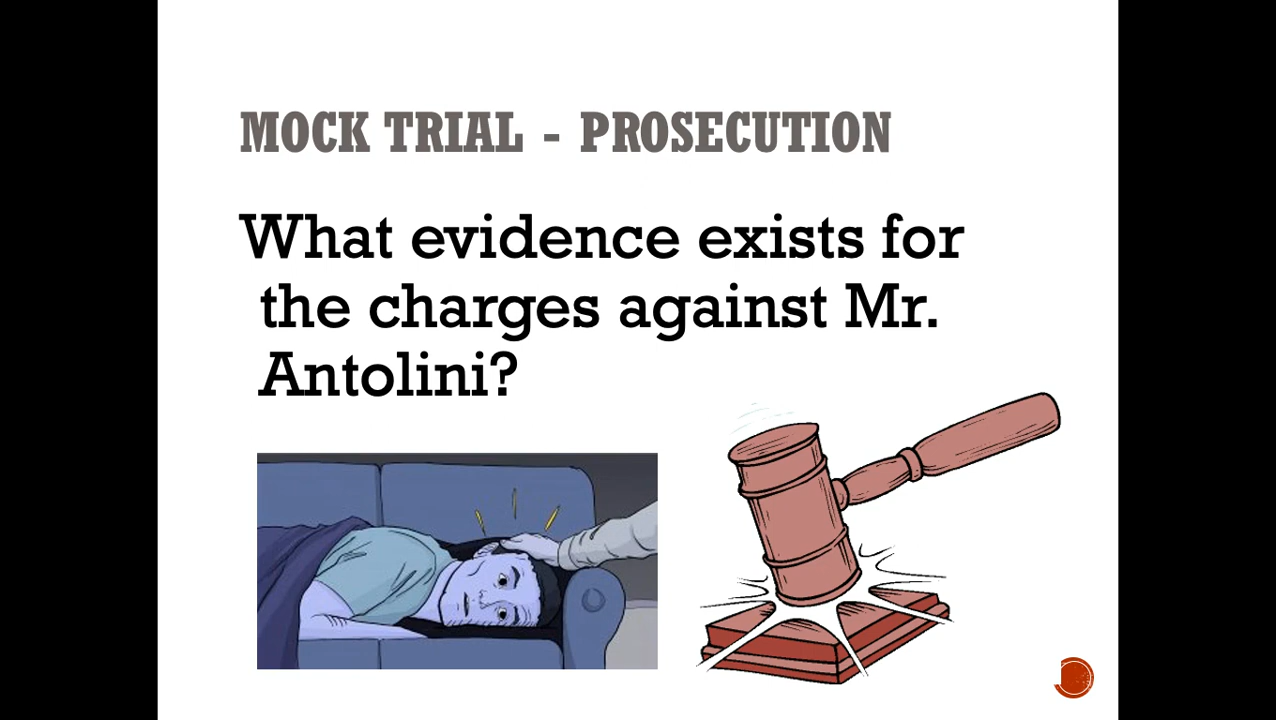 MOCK TRIAL - PROSECUTION
What evidence exists for
the charges against Mr.
Antolini?